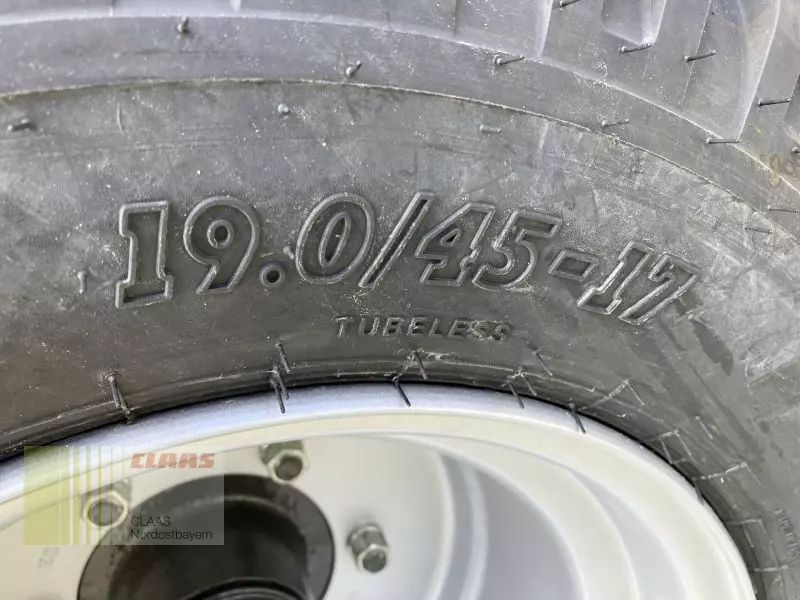 19.0/45-17
TUBELESS
CLAAS
CLAAS
Nordostbayern